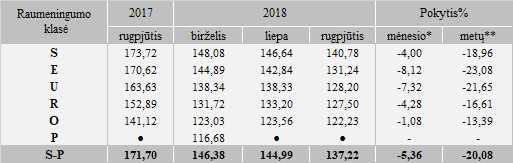 Raumeningumo klasė 2017 2018 Pokytis%
rugpjūtis birželis liepa rugpjūtis mėnesio* metų**
S 173,72 148,08 146,64 140,78 -4,00 -18,96
E 170,62 144,89 142,84 131,24 -8,12 -23,08
U 163,63 138,34 138,33 128,20 -7,32 -21,65
R 152,89 131,72 133,20 127,50 -4,28 -16,61
O 141,12 123,03 123,56 122,23 -1,08 -13,39
P ● 116,68 ● ● - -
S-P 171,70 146,38 144,99 137,22 -5,36 -20,08